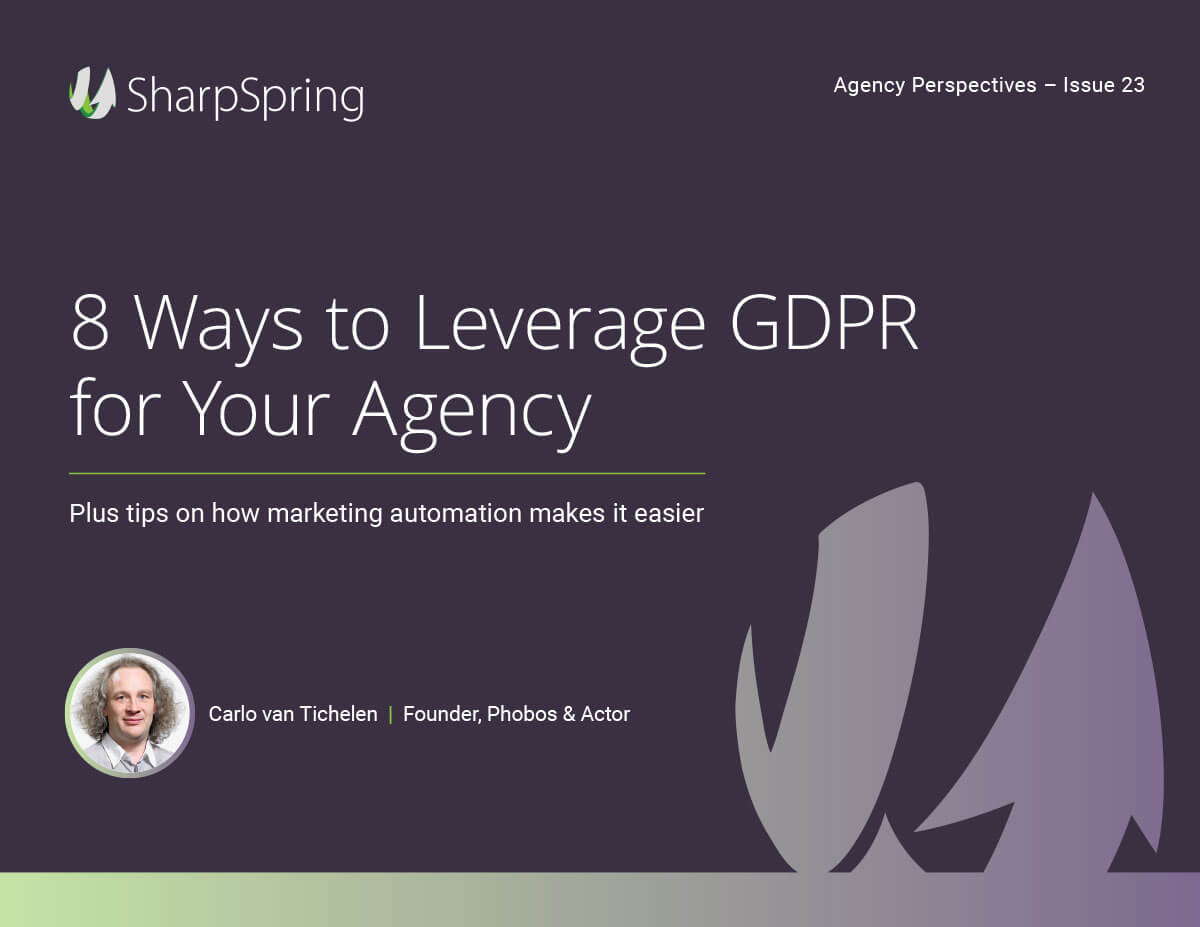 SharpSpring
Agency Perspectives – Issue 23
8 Ways to Leverage GDPR
for Your Agency
Plus tips on how marketing automation makes it easier
Carlo van Tichelen | Founder, Phobos & Actor